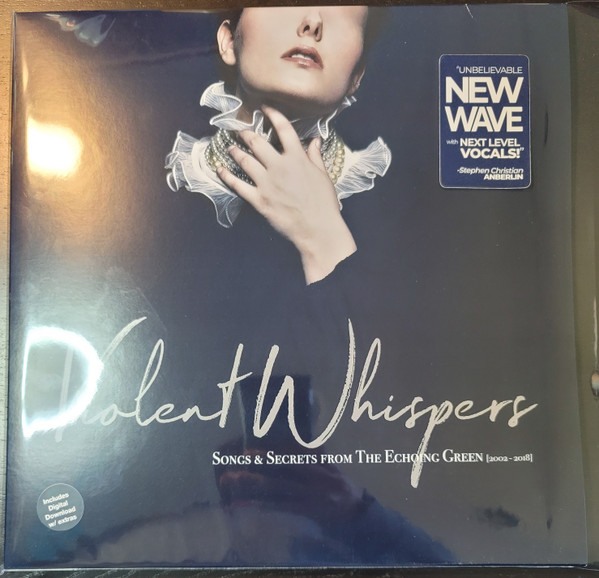 "UNBELIEVABLE
NEW
WAVE
with NEXT LEVEL
VOCALS!"
-Stephen Christian
ANBERLIN
Violent Whispers
SONGS & SECRETS FROM THE ECHOING GREEN [2002 - 2018]
Includes
Digital
Download
w/ extras